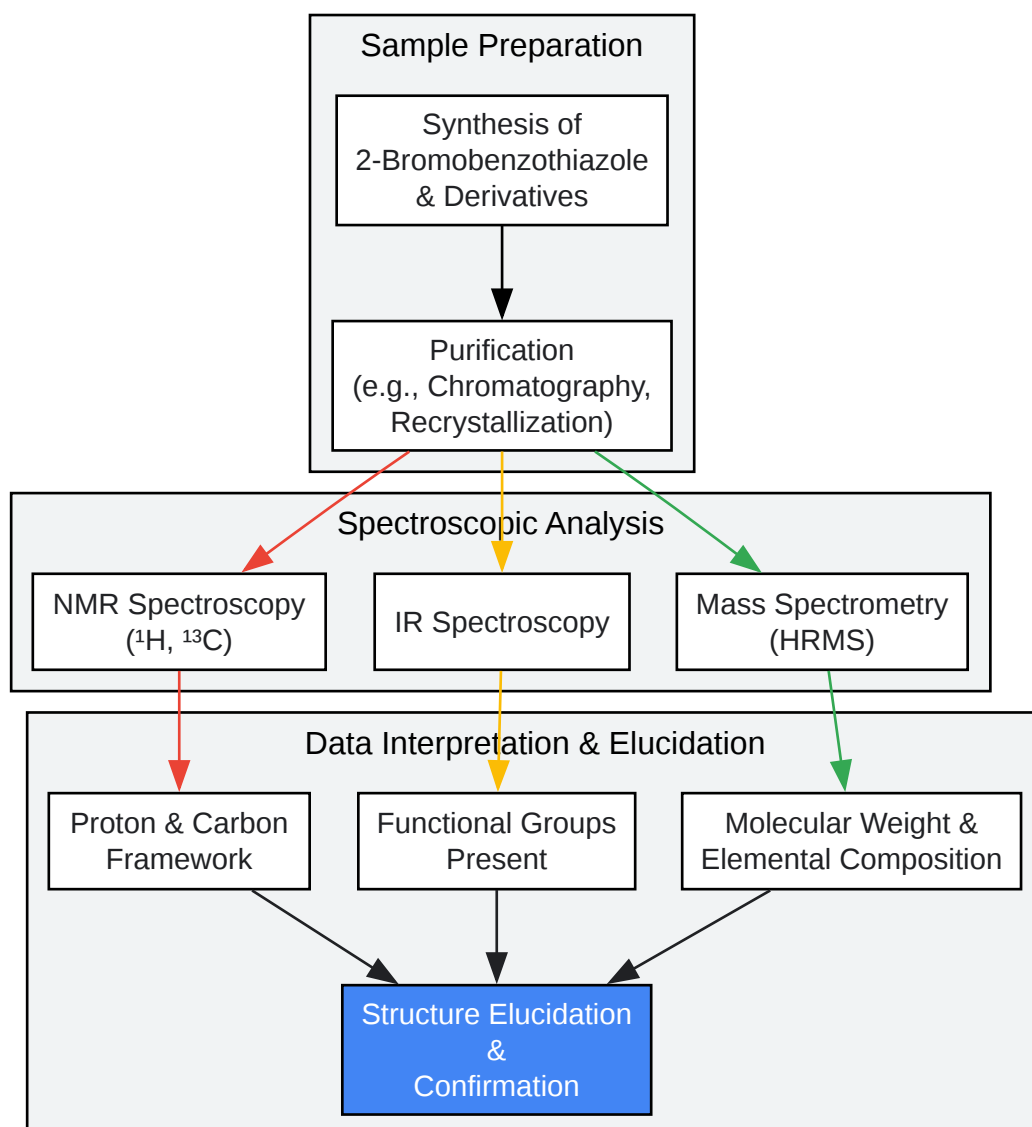 Sample Preparation
Synthesis of
2-Bromobenzothiazole
& Derivatives
Purification
(e.g., Chromatography,
Recrystallization)
Spectroscopic Analysis
NMR Spectroscopy
(¹H, ¹³C)
IR Spectroscopy
Mass Spectrometry
(HRMS)
Data Interpretation & Elucidation
Proton & Carbon
Framework
Functional Groups
Present
Molecular Weight &
Elemental Composition
Structure Elucidation
&
Confirmation